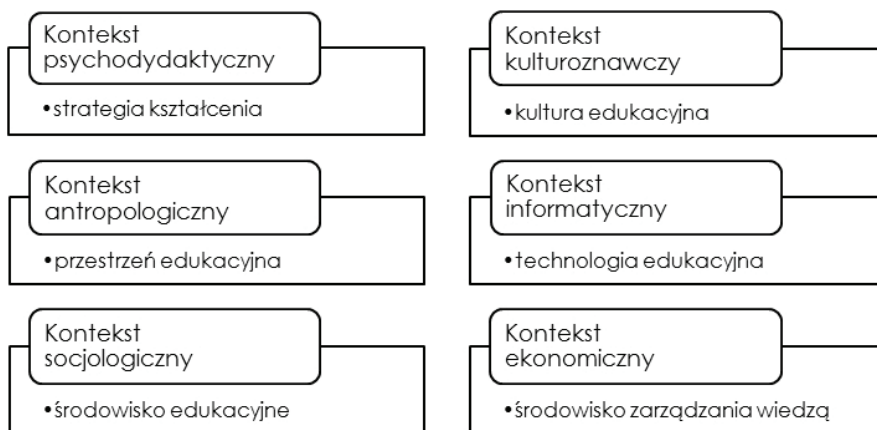 Kontekst
psychodydaktyczny
•strategia kształcenia
Kontekst
kulturoznawczy
•kultura edukacyjna
Kontekst
antropologiczny
•przestrzeń edukacyjna
Kontekst
informatyczny
•technologia edukacyjna
Kontekst
socjologiczny
•środowisko edukacyjne
Kontekst
ekonomiczny
•środowisko zarządzania wiedzą